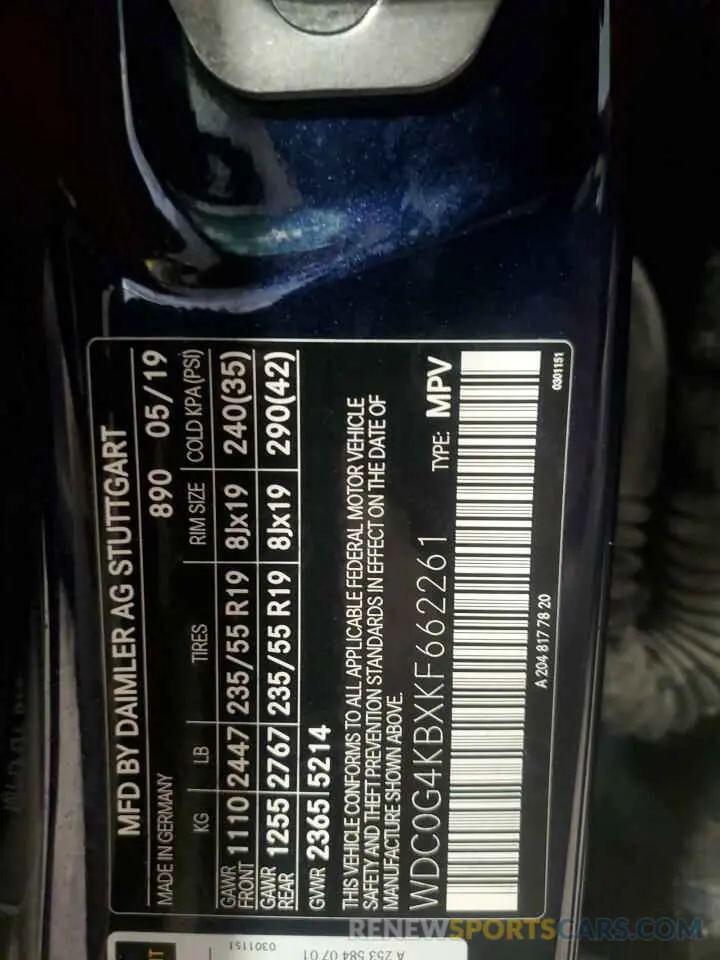 MFD BY DAIMLER AG STUTTGART
MADE IN GERMANY 890 05/19
KG LB TIRES RIM SIZE COLD KPA (PSI)
GAWR FRONT 1110 2447 235/55 R19 8Jx19 240(35)
GAWR REAR 1255 2767 235/55 R19 8Jx19 290(42)
GVWR 2365 5214
THIS VEHICLE CONFORMS TO ALL APPLICABLE FEDERAL MOTOR VEHICLE
SAFETY AND THEFT PREVENTION STANDARDS IN EFFECT ON THE DATE OF
MANUFACTURE SHOWN ABOVE.
WDC0G4KBXKF662261 TYPE: MPV
A 204 817 78 20 0301151
0301151
A 253 584 07 01
RENEWSPORTSCARS.COM